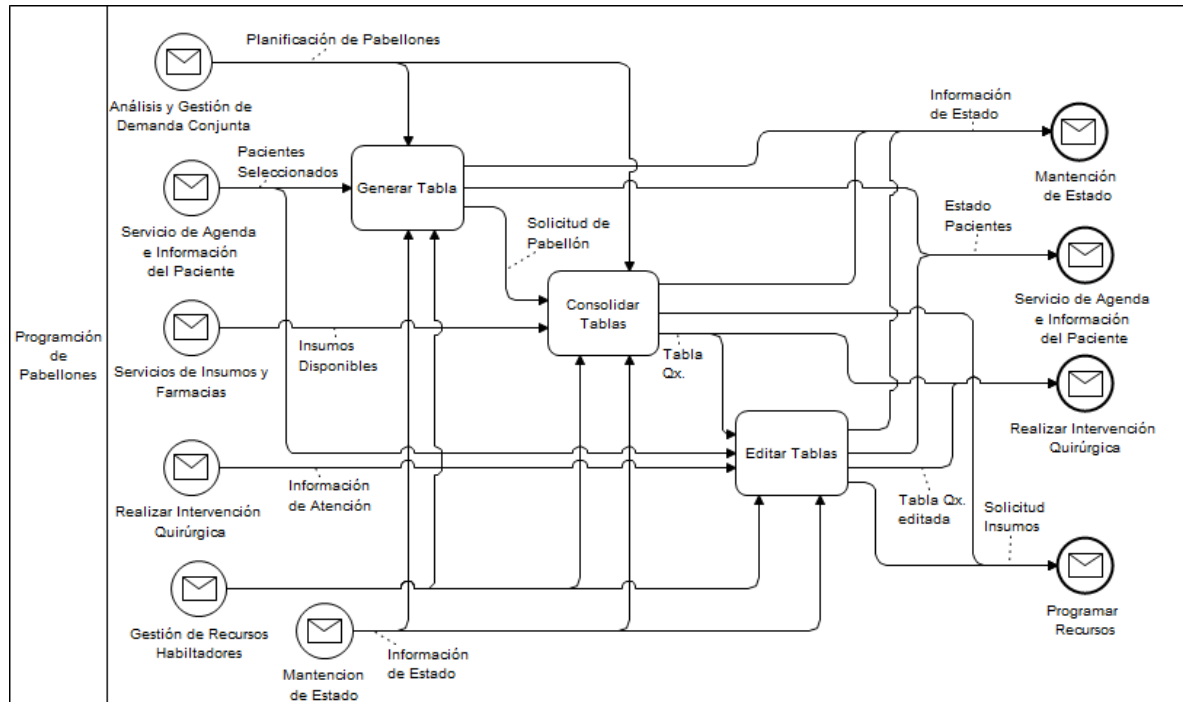 Programción
de
Pabellones
Planificación de Pabellones
Análisis y Gestión de
Demanda Conjunta
Pacientes
Seleccionados
Servicio de Agenda
e Información
del Paciente
Generar Tabla
Solicitud de
Pabellón
Consolidar
Tablas
Insumos
Disponibles
Servicios de Insumos y
Farmacias
Tabla
Qx.
Editar Tablas
Información
de Atención
Realizar Intervención
Quirúrgica
Tabla Qx.
editada
Solicitud
Insumos
Gestión de Recursos
Habiltadores
Mantencion
de Estado
Información
de Estado
Información
de Estado
Mantención
de Estado
Estado
Pacientes
Servicio de Agenda
e Información
del Paciente
Realizar Intervención
Quirúrgica
Programar
Recursos